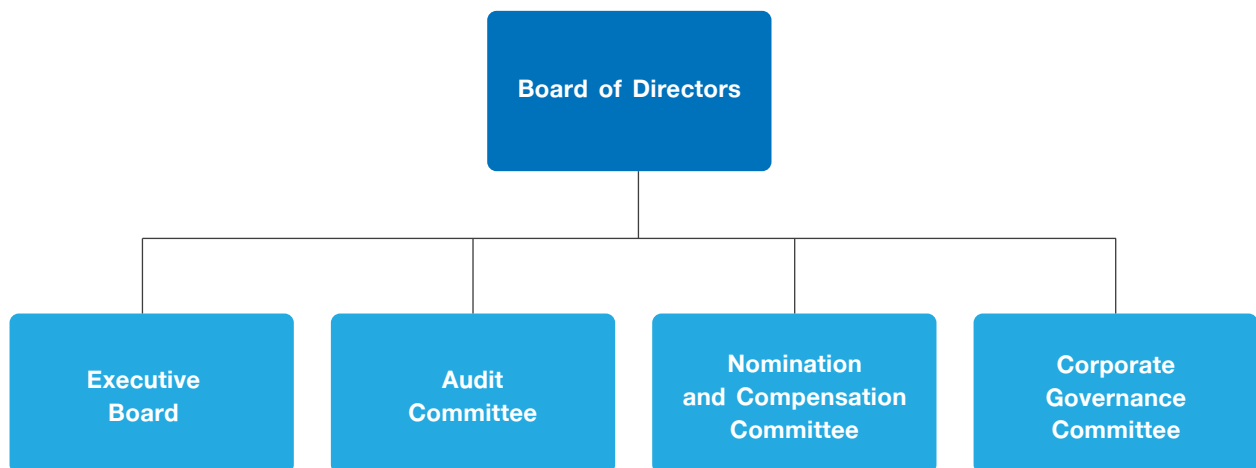 Board of Directors
Executive
Board
Audit
Committee
Nomination
and Compensation
Committee
Corporate
Governance
Committee